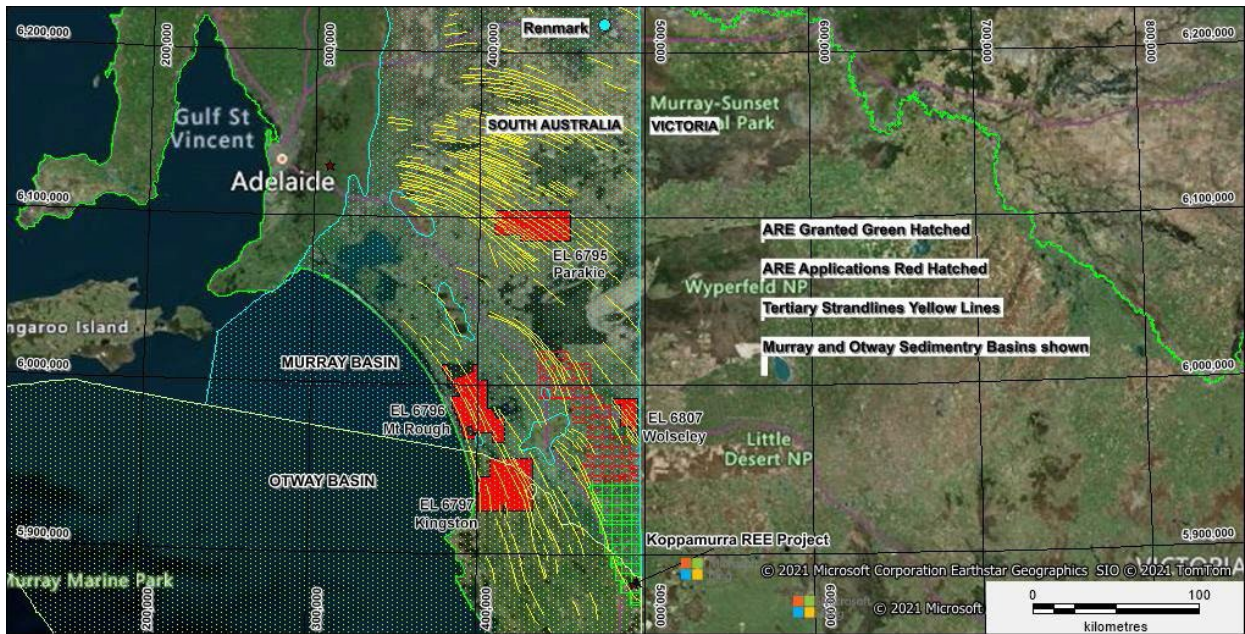 6,200,000
200,000
300,000
400,000
Renmark
500,000
600,000
700,000
800,000
6,200,000
Gulf St
Vincent
SOUTH AUSTRALIA
VICTORIA
Murray-Sunset
al Park
Adelaide
6,100,000
6,100,000
ARE Granted Green Hatched
EL 6795
Parakie
ARE Applications Red Hatched
Wyperfeld NP
Tertiary Strandlines Yellow Lines
ngaroo Island
MURRAY BASIN
Murray and Otway Sedimentry Basins shown
6,000,000
6,000,000
EL 6796
Mt Rough
EL 6807
Wolseley
Little
Desert NP
OTWAY BASIN
EL 6797
Kingston
5,900,000
5,900,000
Koppamurra REE Project
VICTORIA
Murray Marine Park
© 2021 Microsoft Corporation Earthstar Geographics SIO © 2021 TomTom
200,000
300,000
400,000
500,000
600,000
© 2021 Microsoft
0 100
kilometres